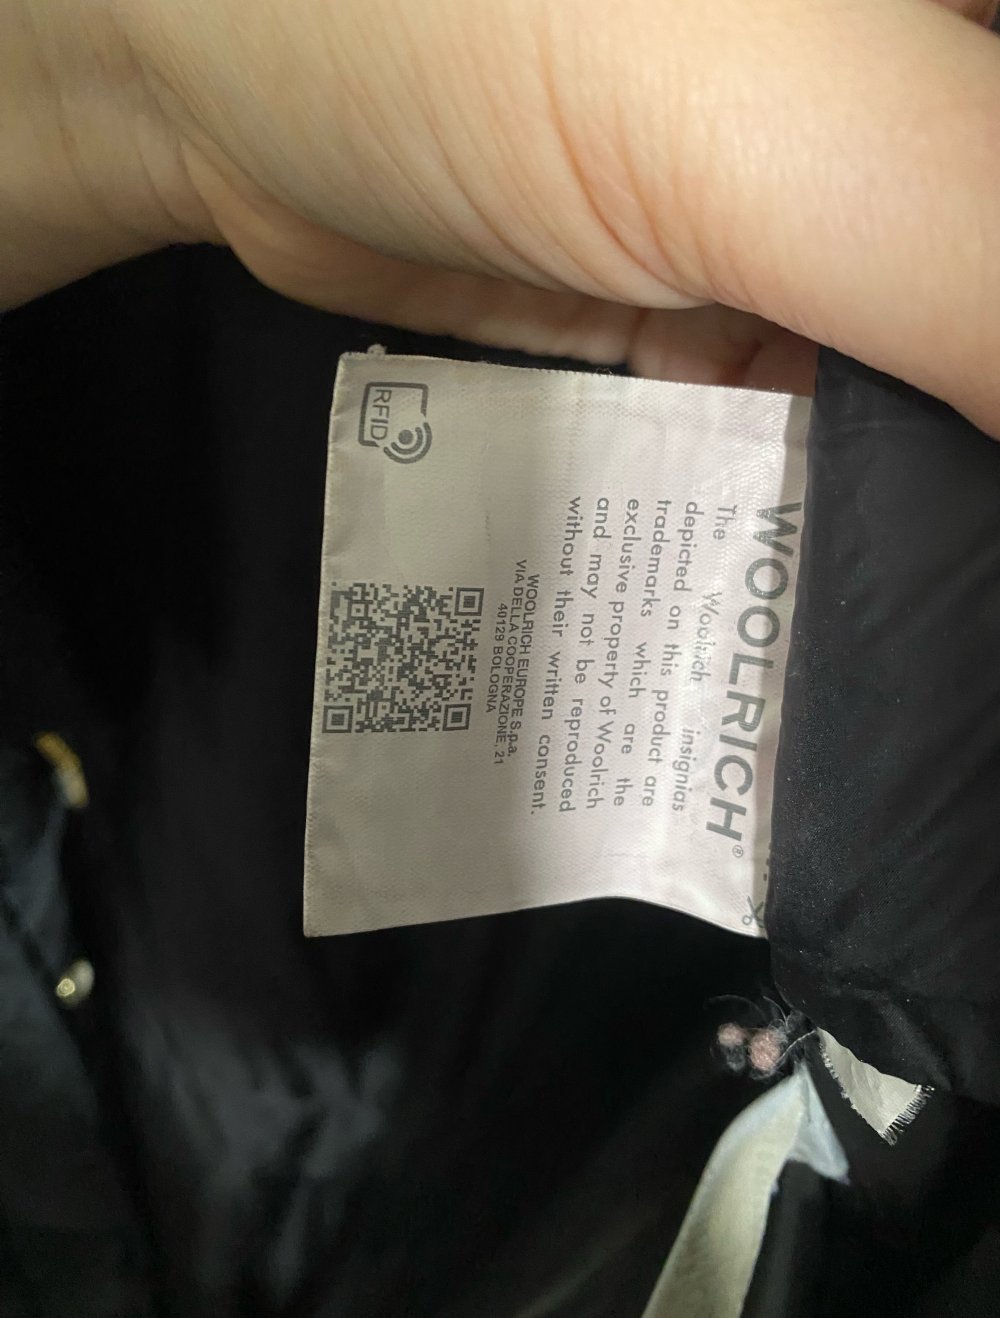 WOOLRICH®
The Woolrich insignias
depicted on this product are
trademarks which are the
exclusive property of Woolrich
and may not be reproduced
without their written consent.
WOOLRICH EUROPE S.p.a.
VIA DELLA COOPERAZIONE, 21
40129 BOLOGNA
RFID